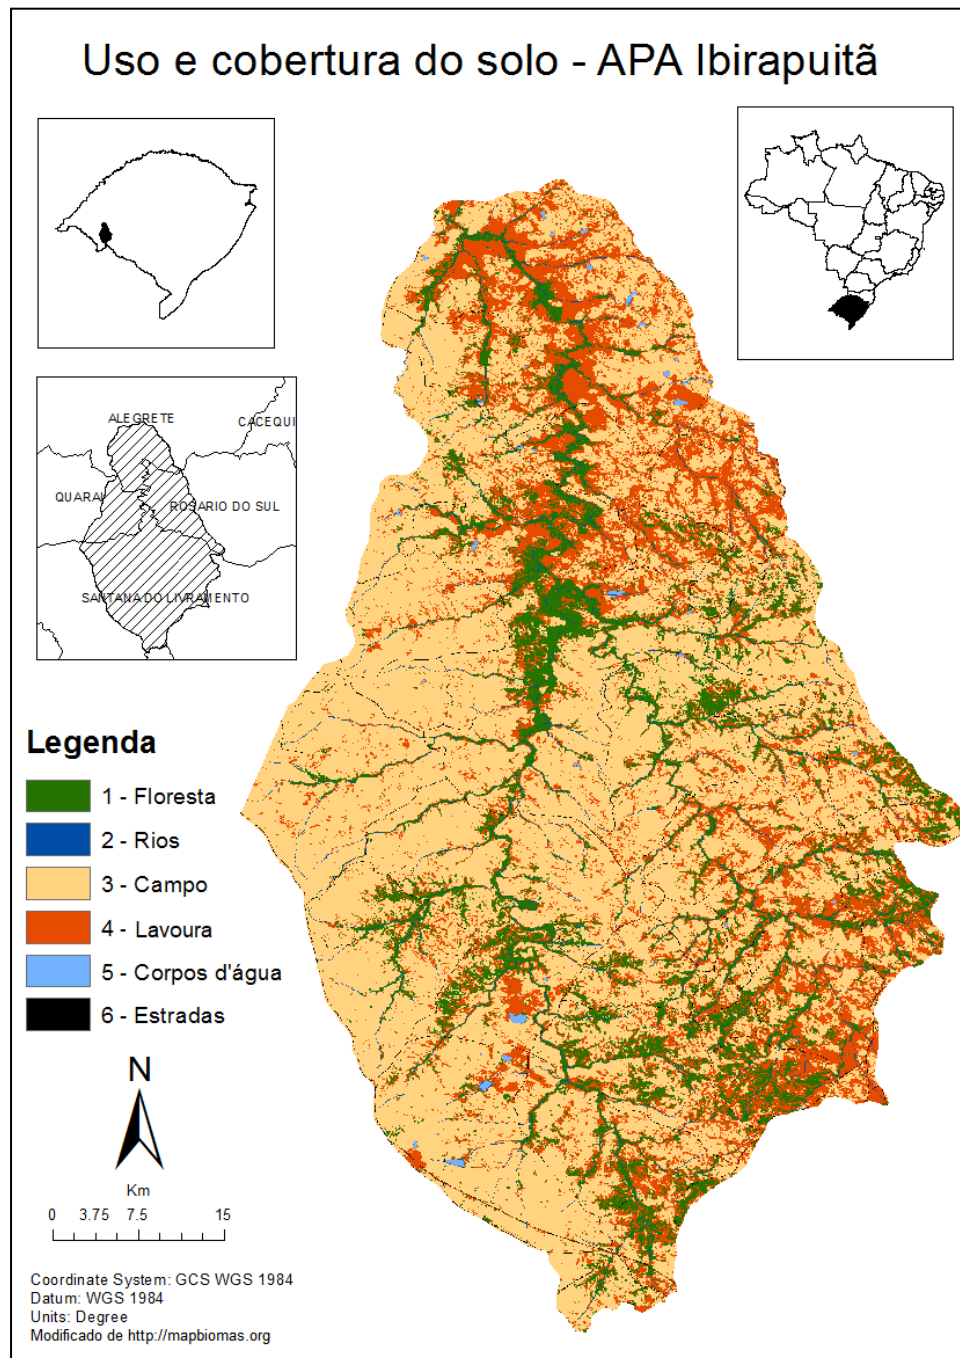 Uso e cobertura do solo - APA Ibirapuitã
ALEGRETE
CACEQUI
QUARAI
ROSARIO DO SUL
SANTANA DO LIVRAMENTO
Legenda
1 - Floresta
2 - Rios
3 - Campo
4 - Lavoura
5 - Corpos d'água
6 - Estradas
N
Km
0 3.75 7.5 15
Coordinate System: GCS WGS 1984
Datum: WGS 1984
Units: Degree
Modificado de http://mapbiomas.org